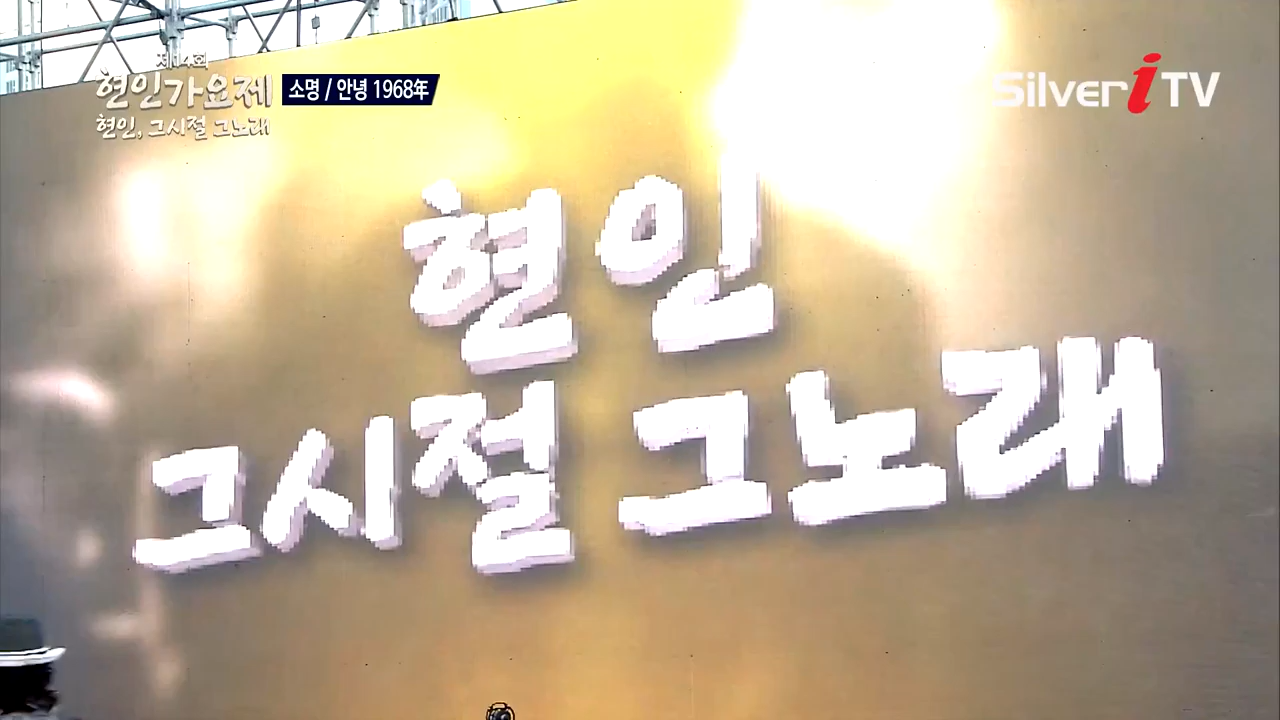 제14회
현인가요제
현인, 그시절 그노래
소명 / 안녕 1968年
Silver i TV
현인
그시절 그노래